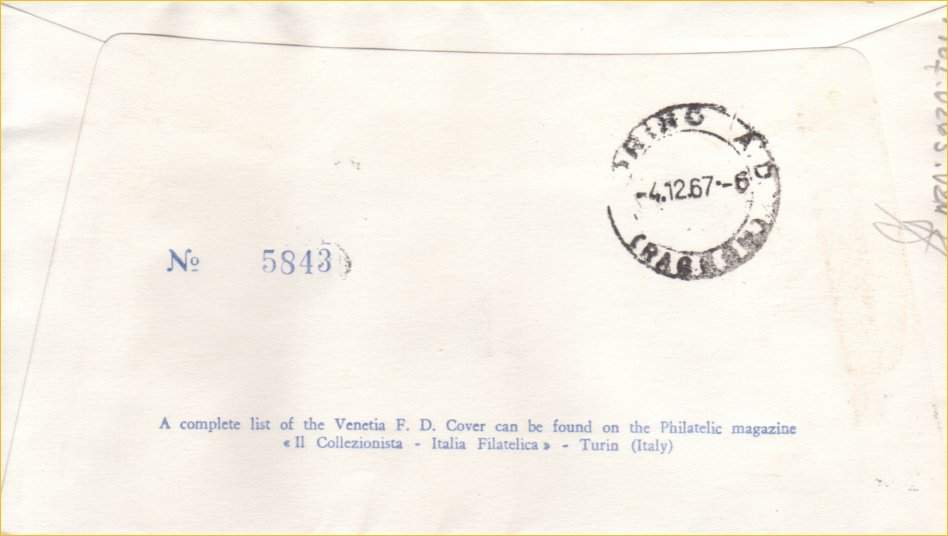 -4.12.67--6
Nº 5843
A complete list of the Venetia F. D. Cover can be found on the Philatelic magazine
« Il Collezionista - Italia Filatelica » - Turin (Italy)